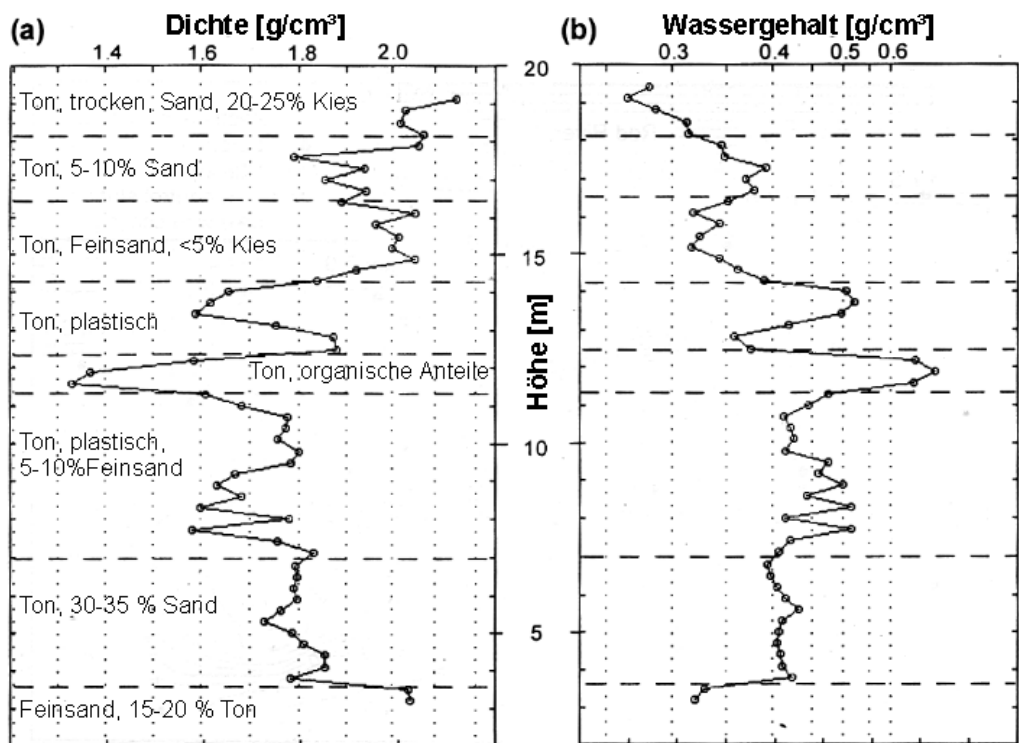 (a)
Dichte [g/cm³]
1.4 1.6 1.8 2.0
Ton, trocken, Sand, 20-25% Kies
Ton, 5-10% Sand
Ton, Feinsand, <5% Kies
Ton, plastisch
Ton, organische Anteite
Ton, plastisch,
5-10%Feinsand
Ton, 30-35 % Sand
Feinsand, 15-20 % Ton
Höhe [m]
20
15
10
5
(b)
Wassergehalt [g/cm³]
0.3 0.4 0.5 0.6